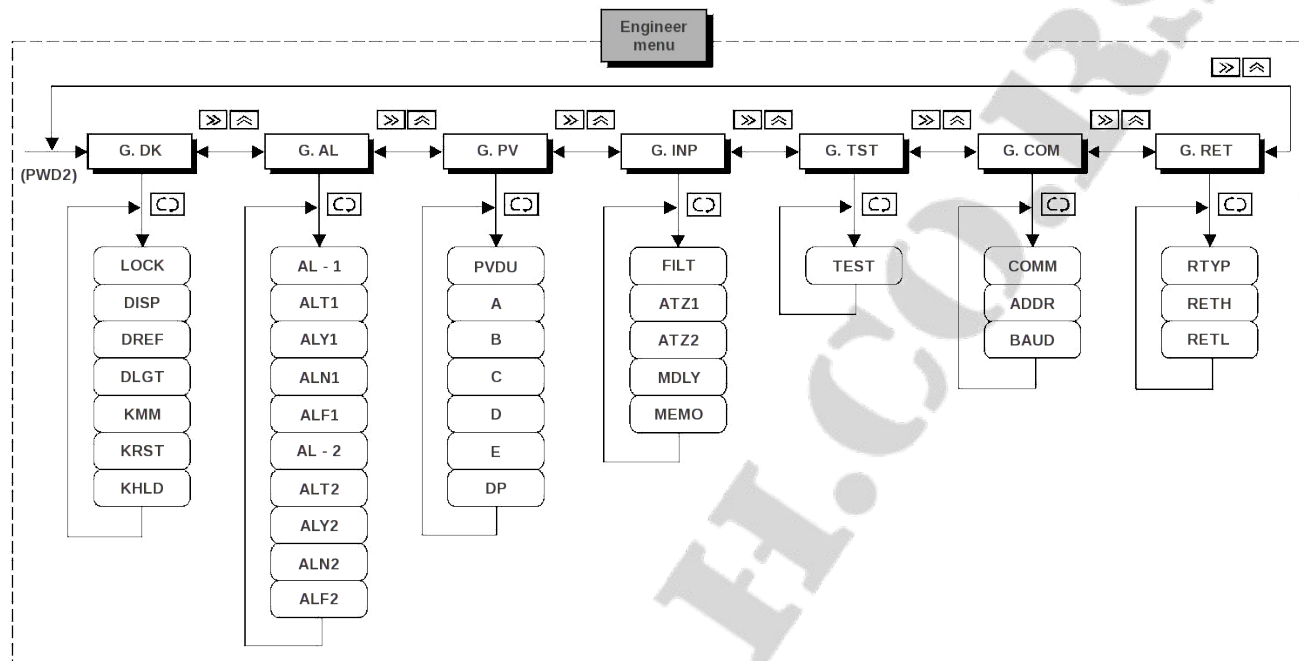 Engineer
menu
G. DK
G. AL
G. PV
G. INP
G. TST
G. COM
G. RET
(PWD2)
LOCK
DISP
DREF
DLGT
KMM
KRST
KHLD
AL - 1
ALT1
ALY1
ALN1
ALF1
AL - 2
ALT2
ALY2
ALN2
ALF2
PVDU
A
B
C
D
E
DP
FILT
ATZ1
ATZ2
MDLY
MEMO
TEST
COMM
ADDR
BAUD
RTYP
RETH
RETL
H.CO.RS